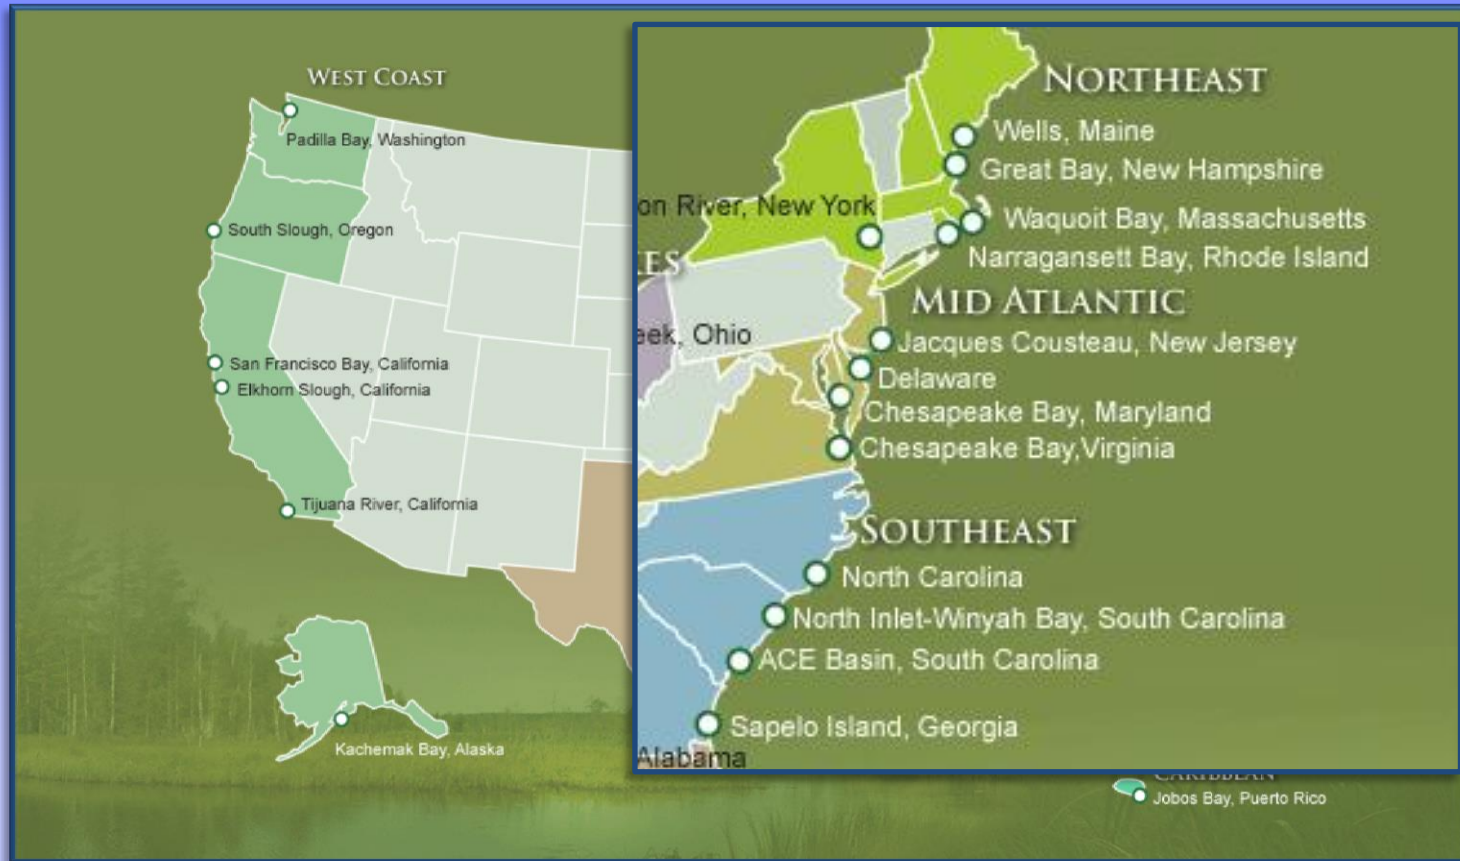 WEST COAST
Padilla Bay, Washington
South Slough, Oregon
San Francisco Bay, California
Elkhorn Slough, California
Tijuana River, California
Kachemak Bay, Alaska
NORTHEAST
Wells, Maine
Great Bay, New Hampshire
on River, New York
Waquoit Bay, Massachusetts
Narragansett Bay, Rhode Island
KES
MID ATLANTIC
eek, Ohio
Jacques Cousteau, New Jersey
Delaware
Chesapeake Bay, Maryland
Chesapeake Bay,Virginia
SOUTHEAST
North Carolina
North Inlet-Winyah Bay, South Carolina
ACE Basin, South Carolina
Sapelo Island, Georgia
Alabama
CARIBBEAN
Jobos Bay, Puerto Rico